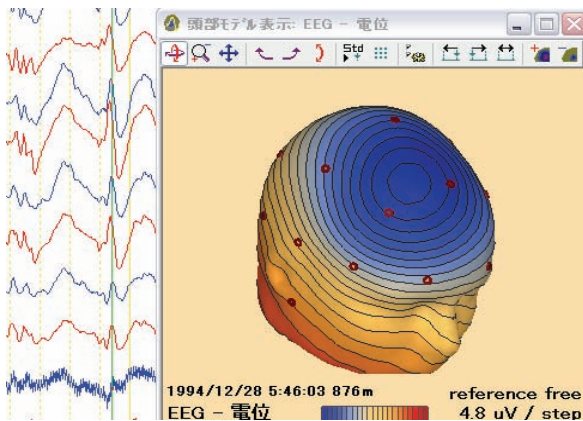 頭部モデル表示: EEG - 電位
Std
1994/12/28 5:46:03 876m
reference free
EEG - 電位
4.8 uV / step